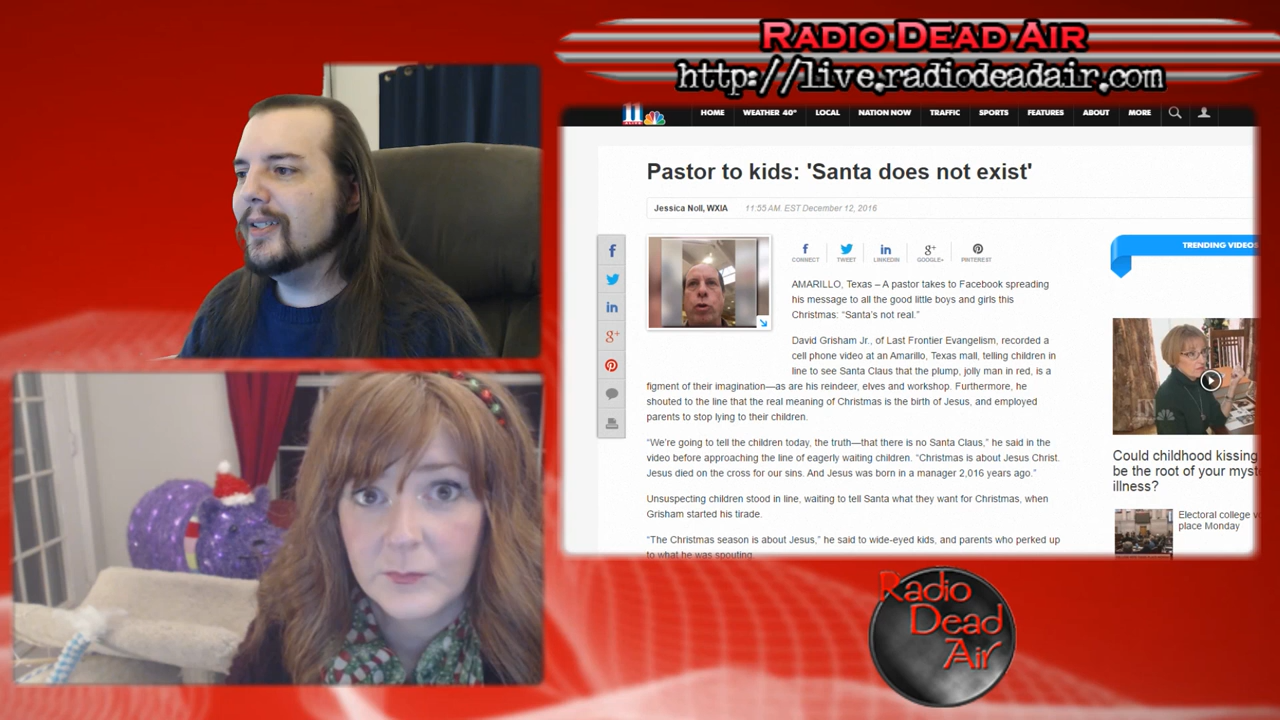 RADIO DEAD AIR
http://live.radiodeadair.com
11
ALIVE
HOME WEATHER 40° LOCAL NATION NOW TRAFFIC SPORTS FEATURES ABOUT MORE
Pastor to kids: 'Santa does not exist'
Jessica Noll, WXIA 11:55 AM. EST December 12, 2016
f
in
g+
f
in
g+
CONNECT TWEET LINKEDIN GOOGLE+ PINTEREST
AMARILLO, Texas – A pastor takes to Facebook spreading
his message to all the good little boys and girls this
Christmas: “Santa’s not real.”
David Grisham Jr., of Last Frontier Evangelism, recorded a
cell phone video at an Amarillo, Texas mall, telling children in
line to see Santa Claus that the plump, jolly man in red, is a
figment of their imagination—as are his reindeer, elves and workshop. Furthermore, he
shouted to the line that the real meaning of Christmas is the birth of Jesus, and employed
parents to stop lying to their children.
“We’re going to tell the children today, the truth—that there is no Santa Claus,” he said in the
video before approaching the line of eagerly waiting children. “Christmas is about Jesus Christ.
Jesus died on the cross for our sins. And Jesus was born in a manager 2,016 years ago.”
Unsuspecting children stood in line, waiting to tell Santa what they want for Christmas, when
Grisham started his tirade.
“The Christmas season is about Jesus,” he said to wide-eyed kids, and parents who perked up
to what he was spouting.
TRENDING VIDEOS
Could childhood kissing
be the root of your myst
illness?
Electoral college v
place Monday
Radio
Dead
Air